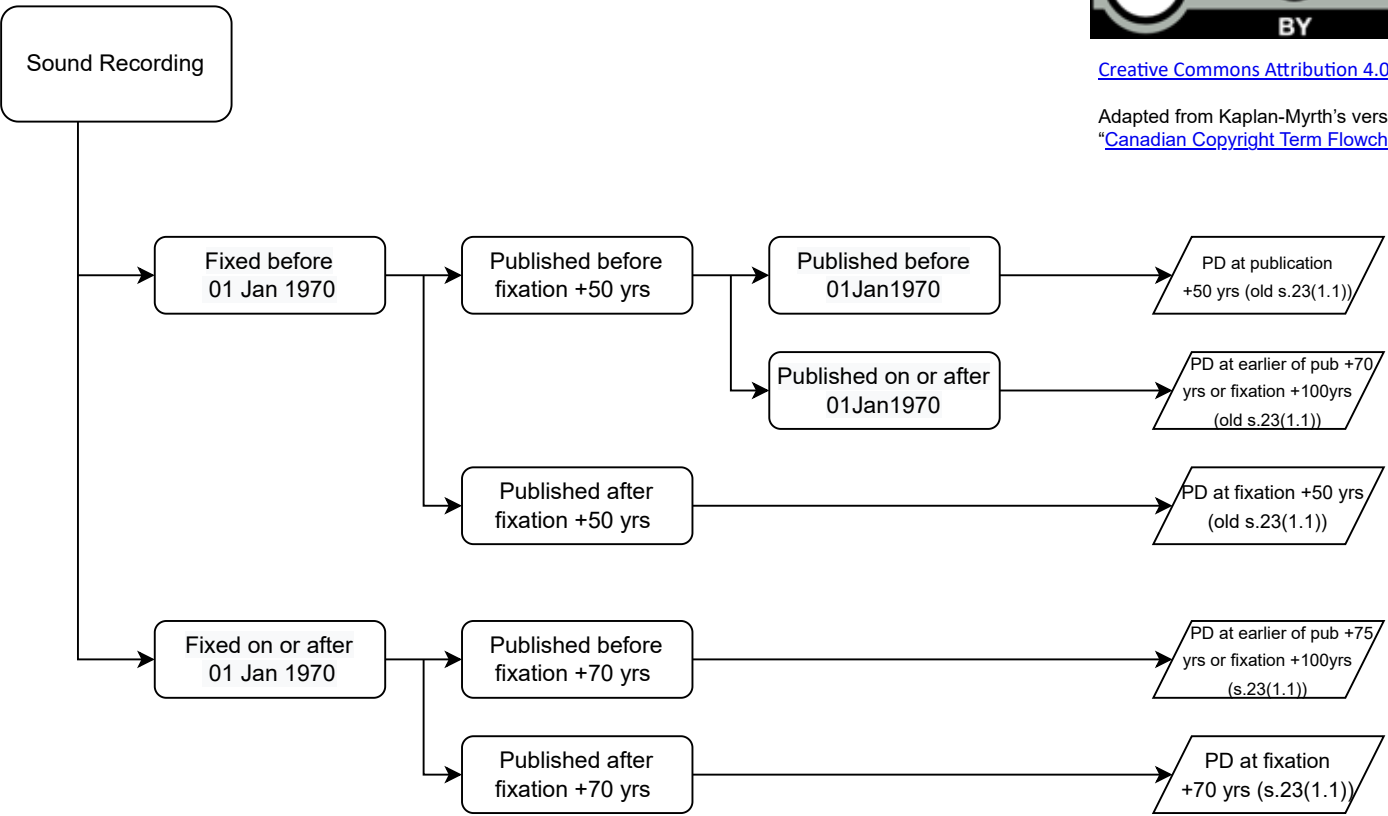 BY
Creative Commons Attribution 4.0
Adapted from Kaplan-Myrth's vers
“Canadian Copyright Term Flowch
Sound Recording
Fixed before
01 Jan 1970
Published before
fixation +50 yrs
Published before
01Jan1970
PD at publication
+50 yrs (old s.23(1.1))
Published on or after
01Jan1970
PD at earlier of pub +70
yrs or fixation +100yrs
(old s.23(1.1))
Published after
fixation +50 yrs
PD at fixation +50 yrs
(old s.23(1.1))
Fixed on or after
01 Jan 1970
Published before
fixation +70 yrs
PD at earlier of pub +75
yrs or fixation +100yrs
(s.23(1.1))
Published after
fixation +70 yrs
PD at fixation
+70 yrs (s.23(1.1))